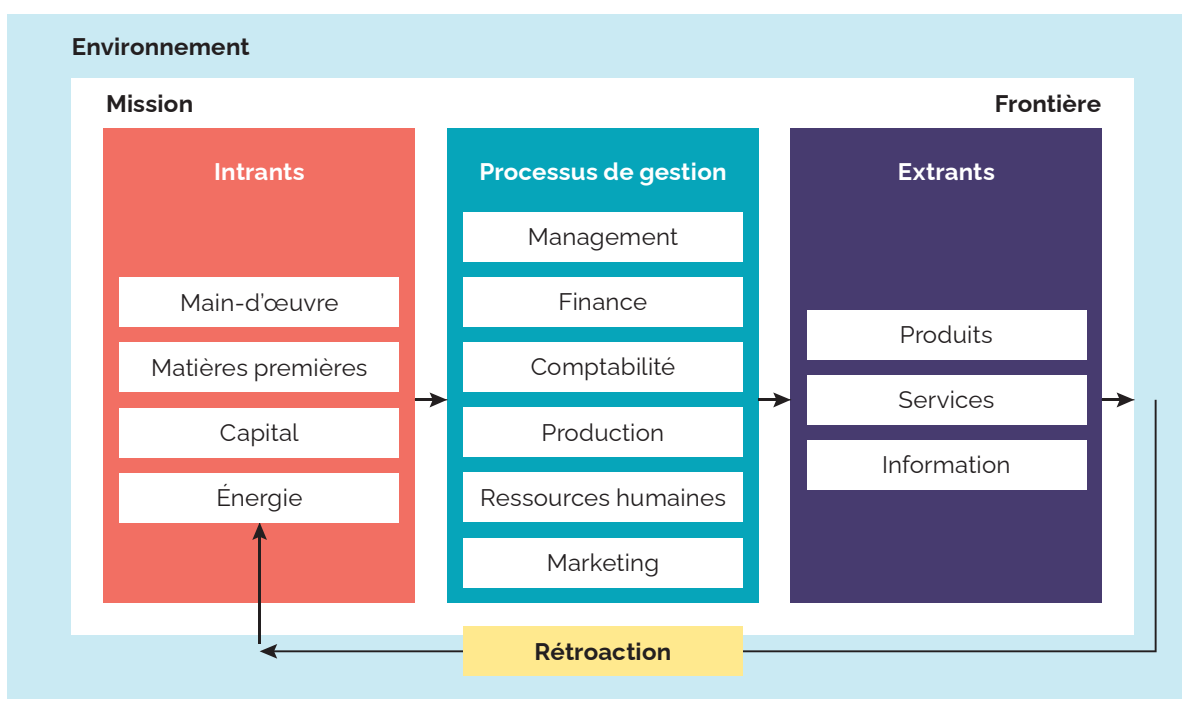 Environnement
Mission
Frontière
Intrants
Main-d’œuvre
Matières premières
Capital
Énergie
Processus de gestion
Management
Finance
Comptabilité
Production
Ressources humaines
Marketing
Extrants
Produits
Services
Information
Rétroaction